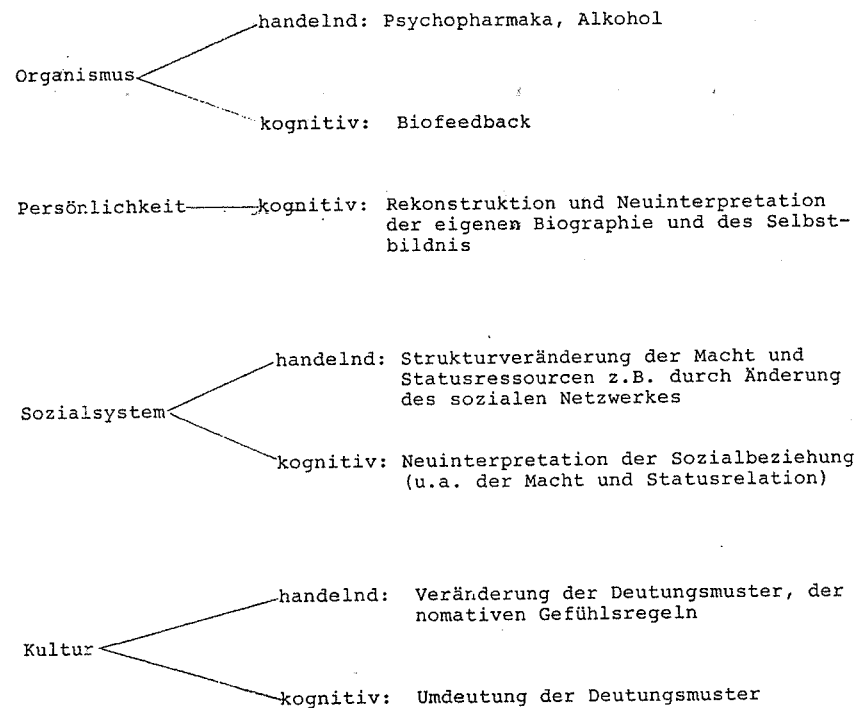 handelnd: Psychopharmaka, Alkohol
Organismus
kognitiv: Biofeedback
Persönlichkeit kognitiv: Rekonstruktion und Neuinterpretation
der eigenen Biographie und des Selbst-
bildnis
handelnd: Strukturveränderung der Macht und
Statusressourcen z.B. durch Änderung
des sozialen Netzwerkes
Sozialsystem
kognitiv: Neuinterpretation der Sozialbeziehung
(u.a. der Macht und Statusrelation)
handelnd: Veränderung der Deutungsmuster, der
nomativen Gefühlsregeln
Kultur
kognitiv: Umdeutung der Deutungsmuster